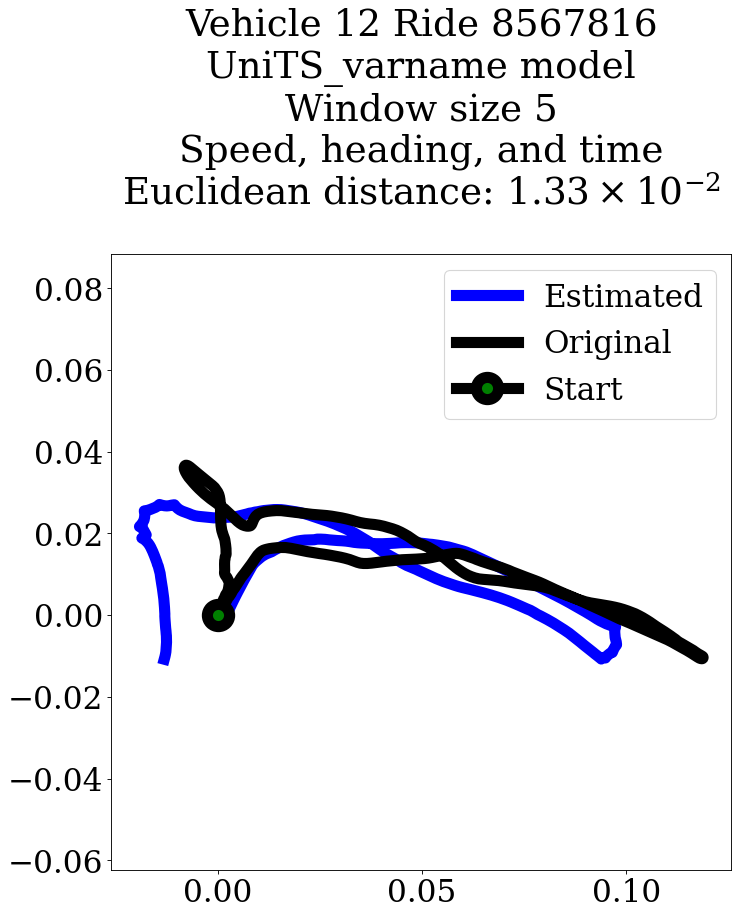 Vehicle 12 Ride 8567816
UniTS_varname model
Window size 5
Speed, heading, and time
Euclidean distance: 1.33 × 10⁻²
Estimated
Original
Start
0.08
0.06
0.04
0.02
0.00
−0.02
−0.04
−0.06
0.00 0.05 0.10